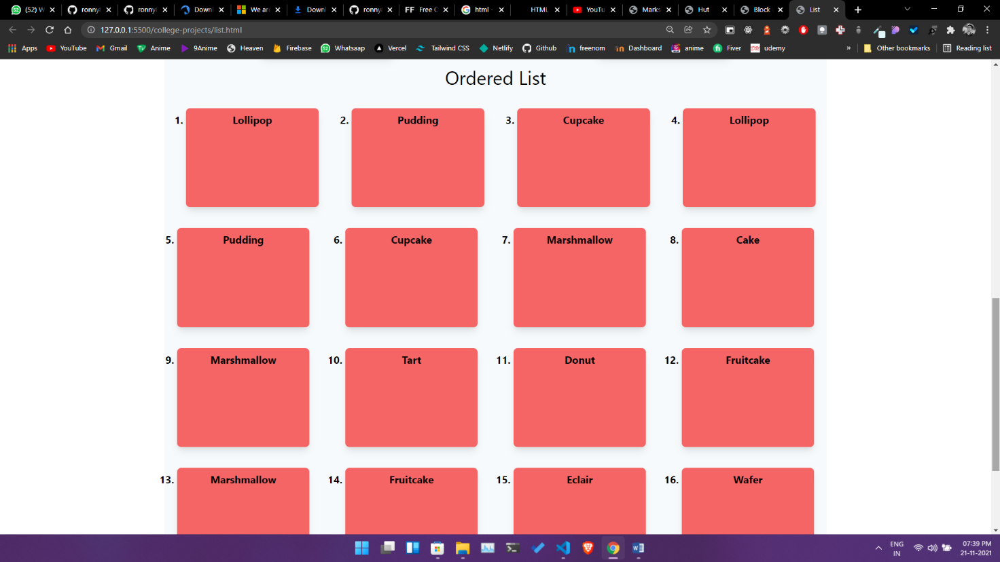 (52) W
ronny
ronny
Downl
We are
Downl
ronny
FF Free C
html -
HTML
YouTu
Marks
Hut
Block
List
127.0.0.1:5500/college-projects/list.html
Apps YouTube Gmail Anime 9Anime Heaven Firebase Whatsaap Vercel Tailwind CSS Netlify Github freenom Dashboard anime Fiver udemy » Other bookmarks Reading list
Ordered List
1. Lollipop
2. Pudding
3. Cupcake
4. Lollipop
5. Pudding
6. Cupcake
7. Marshmallow
8. Cake
9. Marshmallow
10. Tart
11. Donut
12. Fruitcake
13. Marshmallow
14. Fruitcake
15. Eclair
16. Wafer
ENG
IN
07:39 PM
21-11-2021